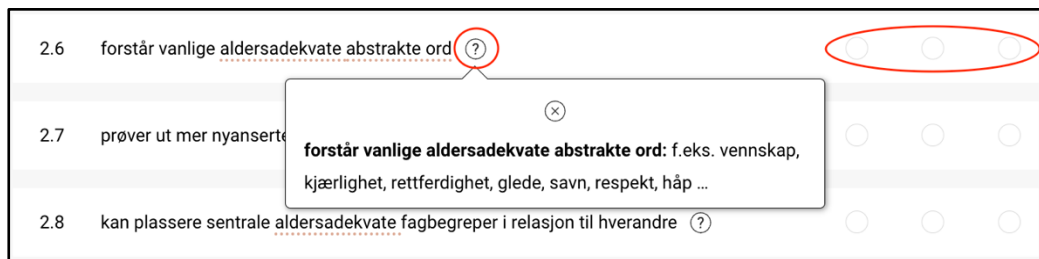 2.6 forstår vanlige aldersadekvate abstrakte ord ?
forstår vanlige aldersadekvate abstrakte ord: f.eks. vennskap,
kjærlighet, rettferdighet, glede, savn, respekt, håp ...
2.7 prøver ut mer nyanserte
2.8 kan plassere sentrale aldersadekvate fagbegreper i relasjon til hverandre ?